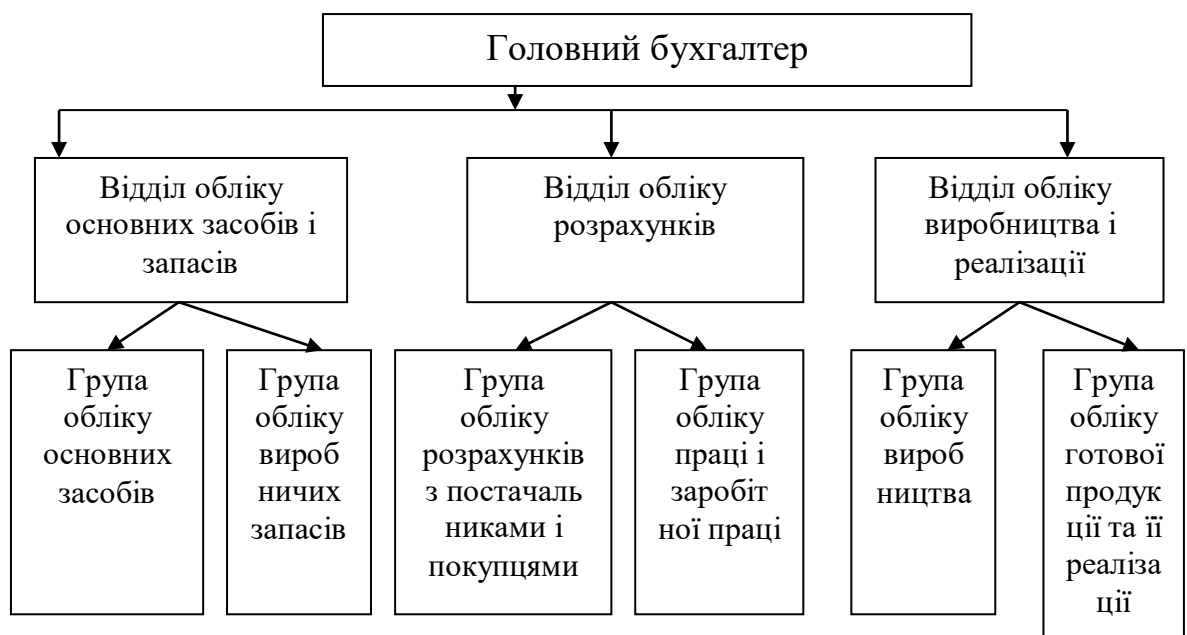 Головний бухгалтер
Відділ обліку
основних засобів і
запасів
Відділ обліку
розрахунків
Відділ обліку
виробництва і
реалізації
Група
обліку
основних
засобів
Група
обліку
вироб
ничих
запасів
Група
обліку
розрахунків
з постачаль
никами і
покупцями
Група
обліку
праці і
заробіт
ної праці
Група
обліку
вироб
ництва
Група
обліку
готової
продук
ції та її
реаліза
ції